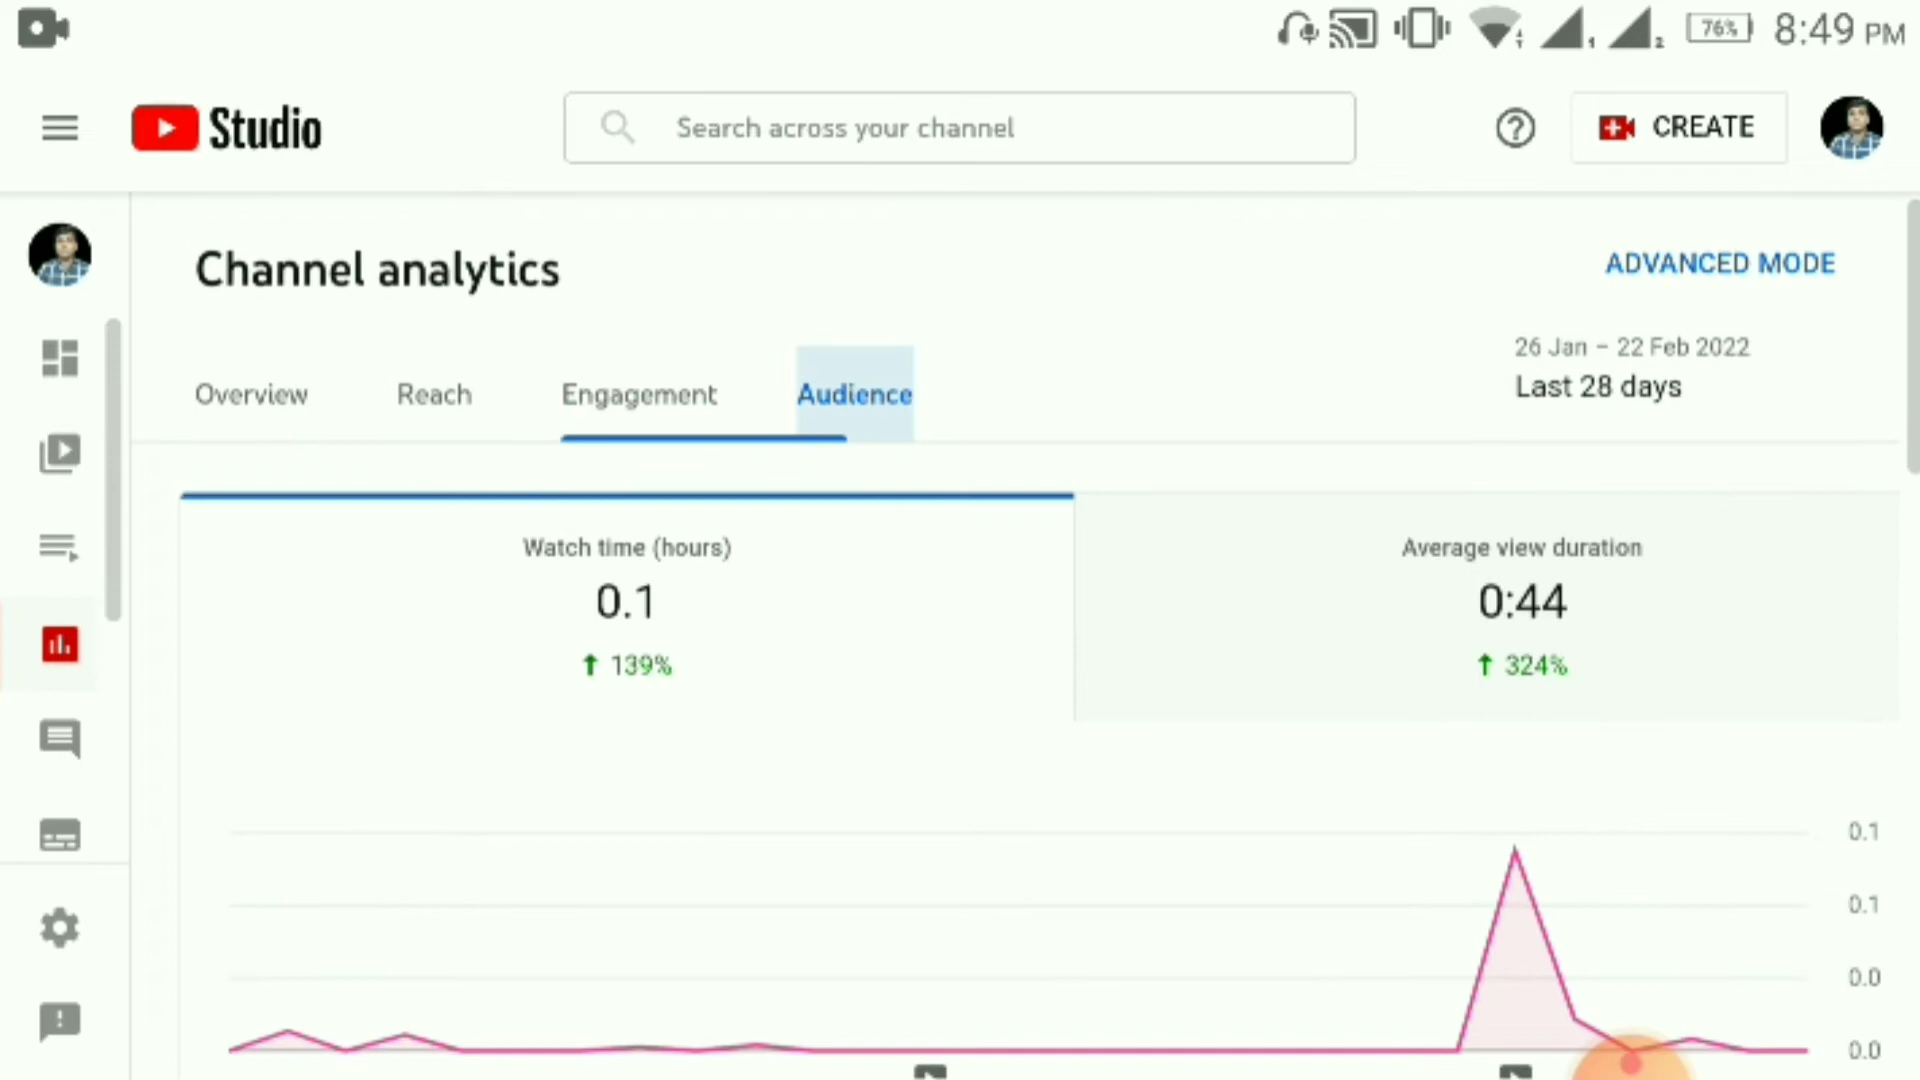 76% 8:49 PM
Studio
Search across your channel
CREATE
Channel analytics
ADVANCED MODE
26 Jan – 22 Feb 2022
Last 28 days
Overview Reach Engagement Audience
Watch time (hours)
0.1
139%
Average view duration
0:44
324%
0.1
0.1
0.0
0.0